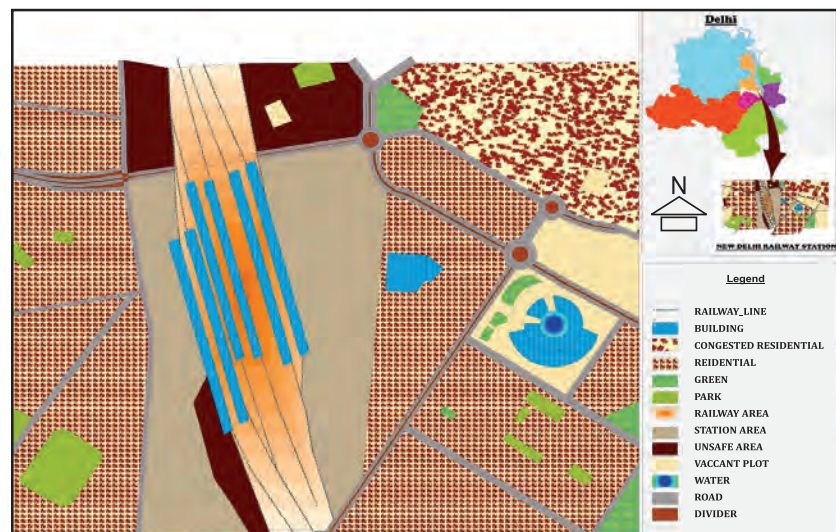 Delhi
N
NEW DELHI RAILWAY STATION
Legend
RAILWAY_LINE
BUILDING
CONGESTED RESIDENTIAL
REIDENTIAL
GREEN
PARK
RAILWAY AREA
STATION AREA
UNSAFE AREA
VACCANT PLOT
WATER
ROAD
DIVIDER